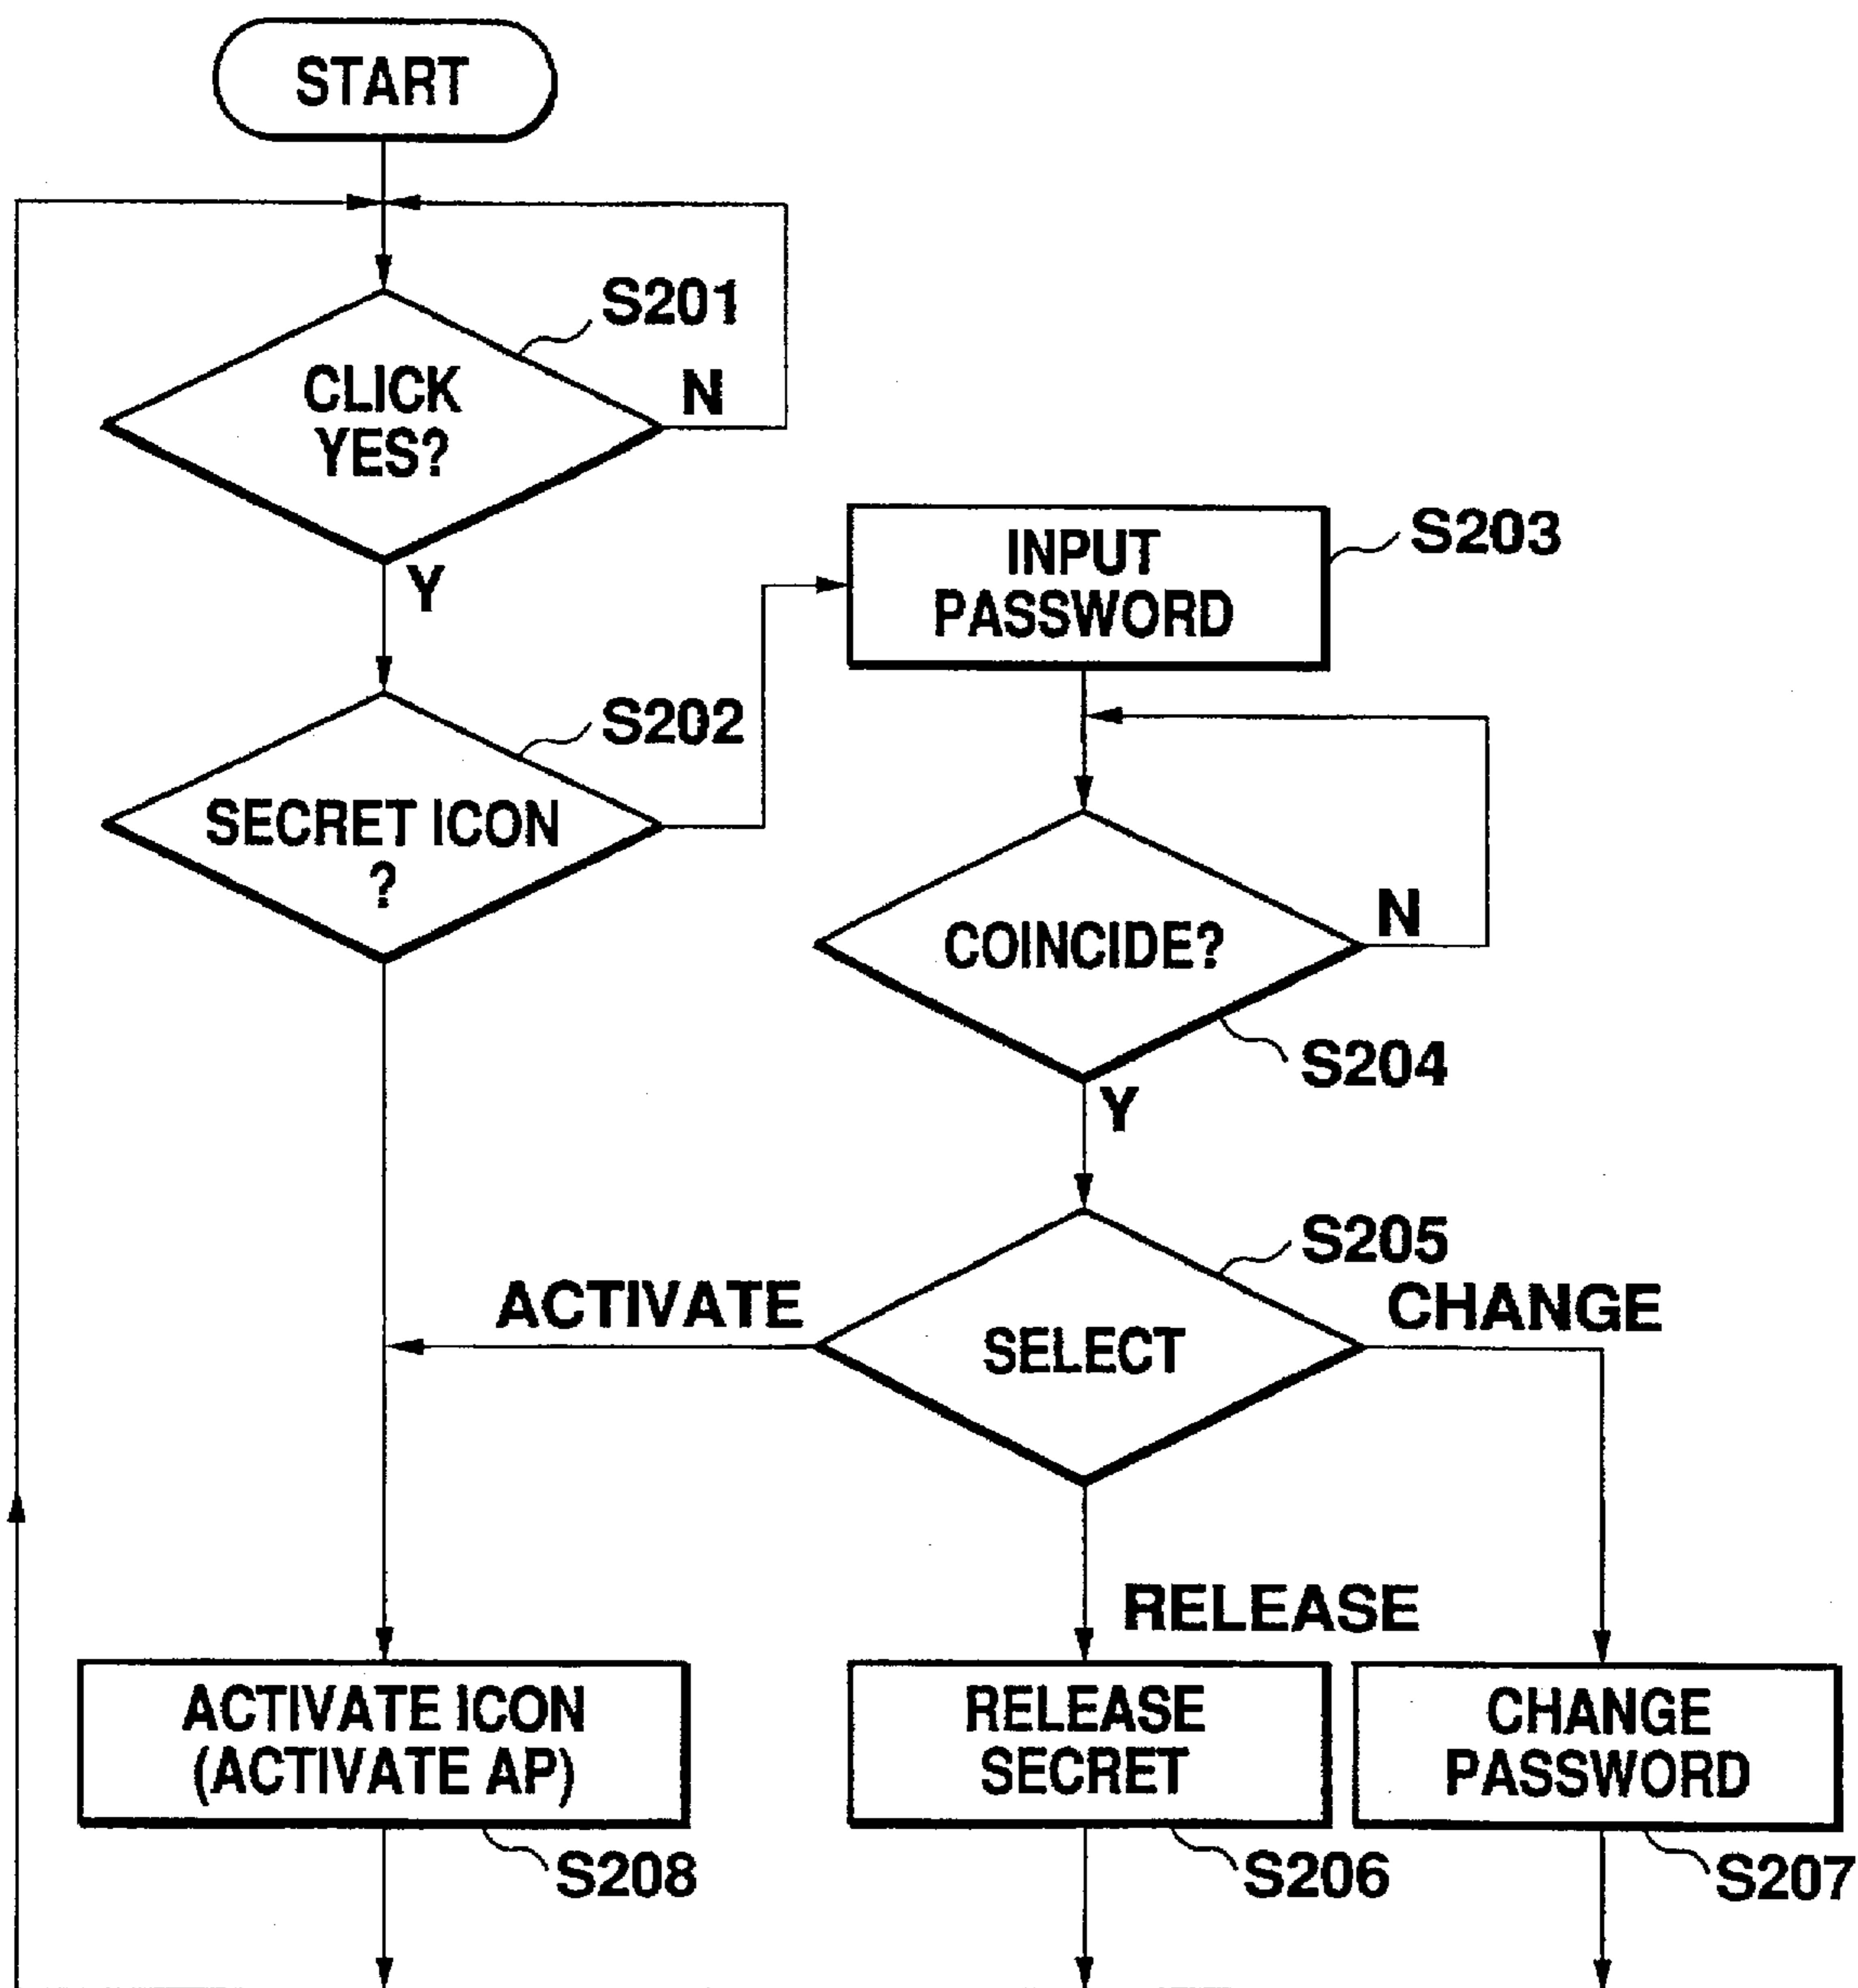 START
S201
CLICK
YES?
N
Y
S203
INPUT
PASSWORD
S202
SECRET ICON
?
COINCIDE?
N
S204
Y
S205
ACTIVATE
SELECT
CHANGE
RELEASE
ACTIVATE ICON
(ACTIVATE AP)
RELEASE
SECRET
CHANGE
PASSWORD
S208
S206
S207